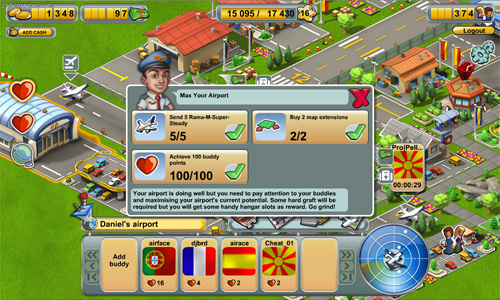 1348
97
15 095 / 17 430
16
374
ADD CASH
Logout
Max Your Airport
Send 5 Rama-M-Super-
Steady
5/5
Buy 2 map extensions
2/2
Achieve 100 buddy
points
100/100
Your airport is doing well but you need to pay attention to your buddies
and maximising your airport's current potential. Some hard graft will be
required but you will get some handy hangar slots as reward. Go grind!
Pro|Pell...
00:00:29
Daniel's airport
Add
buddy
airface
16
djbrd
4
airace
2
Cheat_01
2